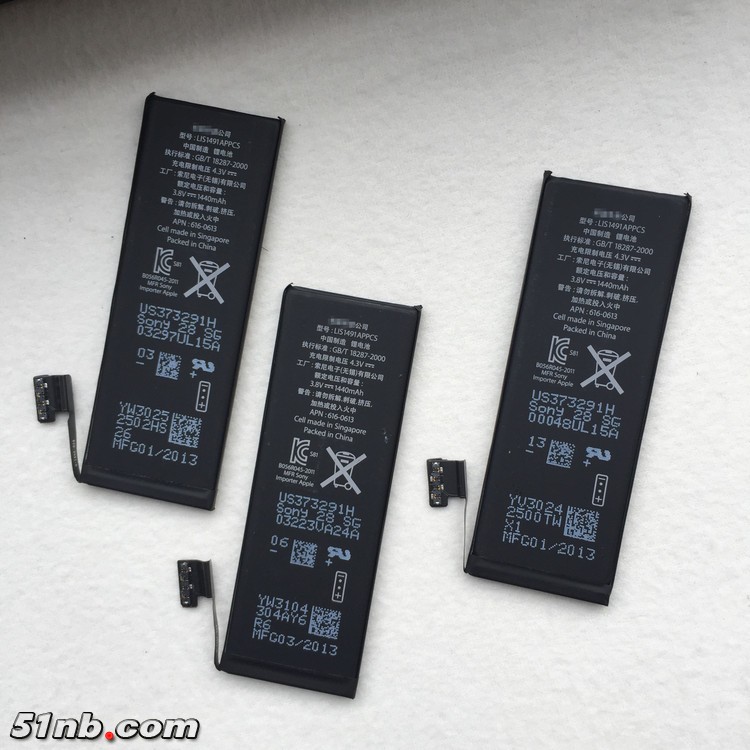 公司
型号:LIS1491APPCS
中国制造 锂电池
执行标准:GB/T 18287-2000
充电限制电压 4.3V
工厂:索尼电子(无锡)有限公司
额定电压和容量:
3.8V 1440mAh
警告:请勿拆解.刺破.挤压.
加热或投入火中
APN:616-0613
Cell made in Singapore
Packed in China
581
B056R045-2011
MFR Sony
Importer Apple
US373291H
Sony 28 SG
03297UL15A
03
-
+
YW3025
2502HS
26
MFG01/2013
公司
型号:LIS1491APPCS
中国制造 锂电池
执行标准:GB/T 18287-2000
充电限制电压 4.3V
工厂:索尼电子(无锡)有限公司
额定电压和容量:
3.8V 1440mAh
警告:请勿拆解.刺破.挤压.
加热或投入火中
APN:616-0613
Cell made in Singapore
Packed in China
581
B056R045-2011
MFR Sony
Importer Apple
US373291H
Sony 28 SG
03223VA24A
06
-
+
YW3104
304AY6
R6
MFG03/2013
公司
型号:LIS1491APPCS
中国制造 锂电池
执行标准:GB/T 18287-2000
充电限制电压 4.3V
工厂:索尼电子(无锡)有限公司
额定电压和容量:
3.8V 1440mAh
警告:请勿拆解.刺破.挤压.
加热或投入火中
APN:616-0613
Cell made in Singapore
Packed in China
581
B056R045-2011
MFR Sony
Importer Apple
US373291H
Sony 28 SG
00048UL15A
13
-
+
YV3024
2500TW
X1
MFG01/2013
51nb.com